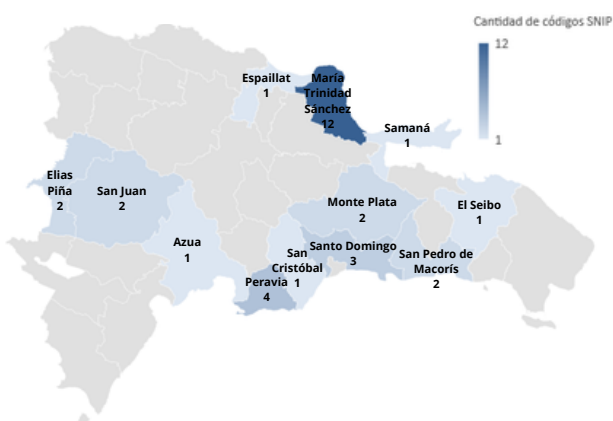 Cantidad de códigos SNIP
12
1
Espaillat
1
María
Trinidad
Sánchez
12
Samaná
1
Elias
Piña
2
San Juan
2
Monte Plata
2
El Seibo
1
Azua
1
San
Cristóbal
1
Santo Domingo
3
San Pedro de
Macorís
2
Peravia
4